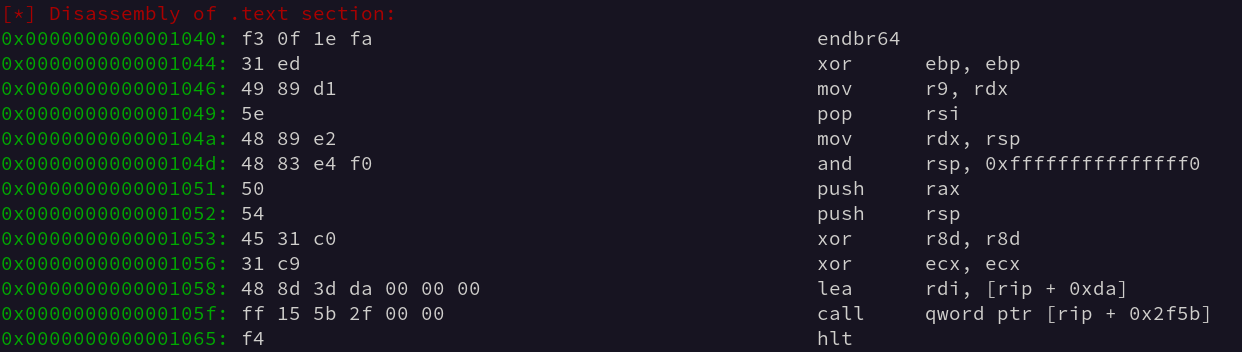 [*] Disassembly of .text section:
0x0000000000001040: f3 0f 1e fa endbr64
0x0000000000001044: 31 ed xor ebp, ebp
0x0000000000001046: 49 89 d1 mov r9, rdx
0x0000000000001049: 5e pop rsi
0x000000000000104a: 48 89 e2 mov rdx, rsp
0x000000000000104d: 48 83 e4 f0 and rsp, 0xfffffffffffffff0
0x0000000000001051: 50 push rax
0x0000000000001052: 54 push rsp
0x0000000000001053: 45 31 c0 xor r8d, r8d
0x0000000000001056: 31 c9 xor ecx, ecx
0x0000000000001058: 48 8d 3d da 00 00 00 lea rdi, [rip + 0xda]
0x000000000000105f: ff 15 5b 2f 00 00 call qword ptr [rip + 0x2f5b]
0x0000000000001065: f4 hlt